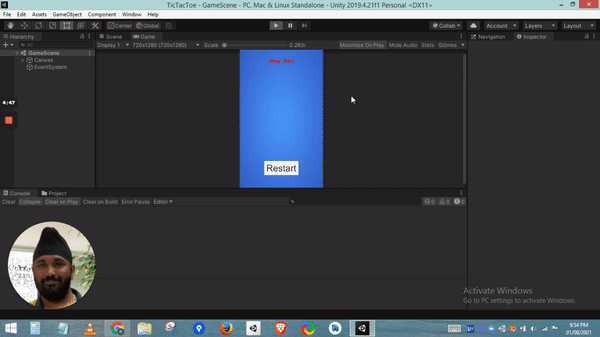 TicTacToe - GameScene - PC, Mac & Linux Standalone - Unity 2019.4.21f1 Personal <DX11>
File Edit Assets GameObject Component Window Help
Center Global
Collab Account Layers Layout
Hierarchy
All
GameScene
Canvas
EventSystem
Scene Game
Display 1 720x1280 (720x1280) Scale 0.283x Maximize On Play Mute Audio Stats Gizmos
Navigation Inspector
4:47
Restart
Console Project
Clear Collapse Clear on Play Clear on Build Error Pause Editor
0 0 0
Activate Windows
Go to PC settings to activate Windows.
9:54 PM
01/08/2021